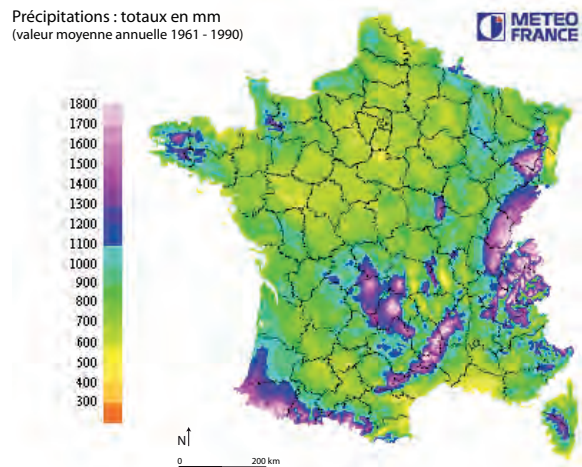 Précipitations : totaux en mm
(valeur moyenne annuelle 1961 - 1990)
METEO
FRANCE
1800
1700
1600
1500
1400
1300
1200
1100
1000
900
800
700
600
500
400
300
N
0 200 km